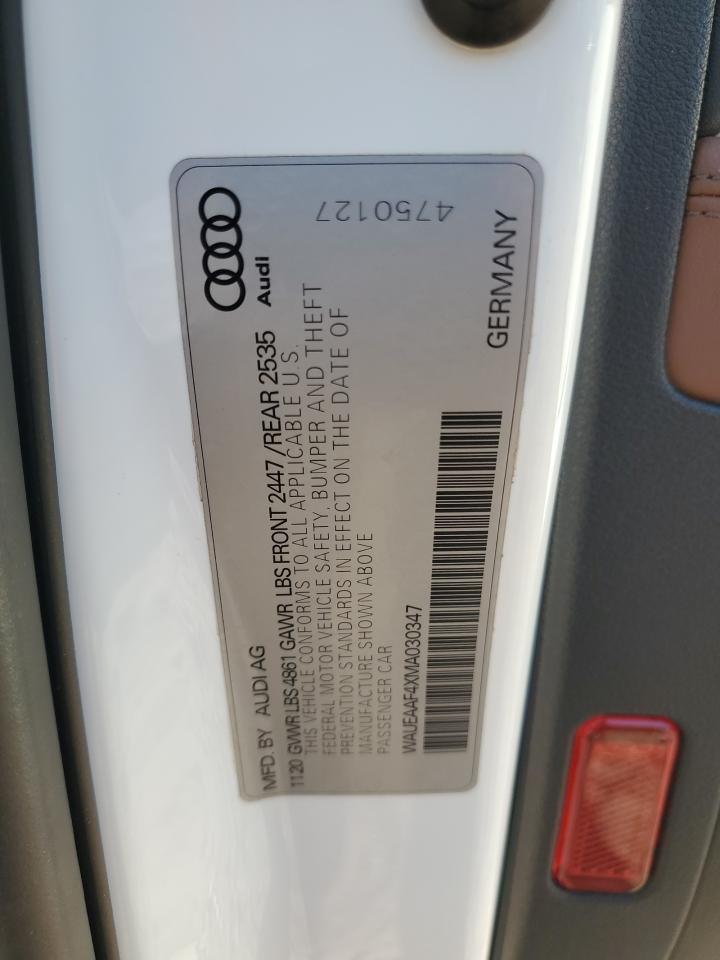 MFD. BY AUDI AG
Audi
1120 GVWR LBS 4861 GAWR LBS FRONT 2447/REAR 2535
THIS VEHICLE CONFORMS TO ALL APPLICABLE U.S.
FEDERAL MOTOR VEHICLE SAFETY, BUMPER AND THEFT
PREVENTION STANDARDS IN EFFECT ON THE DATE OF
MANUFACTURE SHOWN ABOVE
PASSENGER CAR
4750127
WAUEAAF4XMA030347
GERMANY